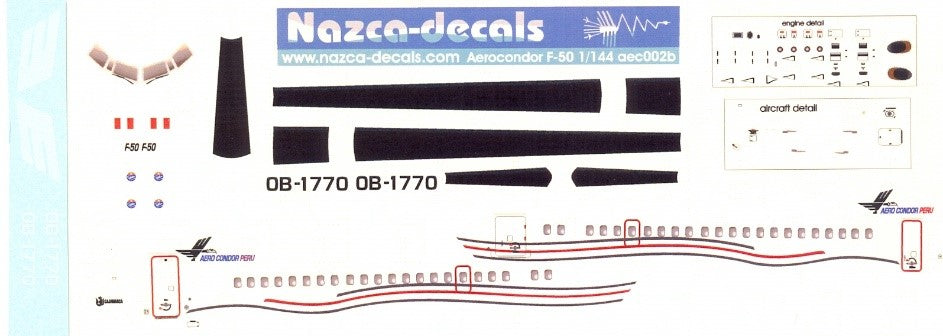 Nazca-decals
www.nazca-decals.com Aerocondor F-50 1/144 aec002b
engine detail
aircraft detail
F-50 F-50
OB-1770 OB-1770
AERO CONDOR PERU
AERO CONDOR PERU
CAJAMARCA